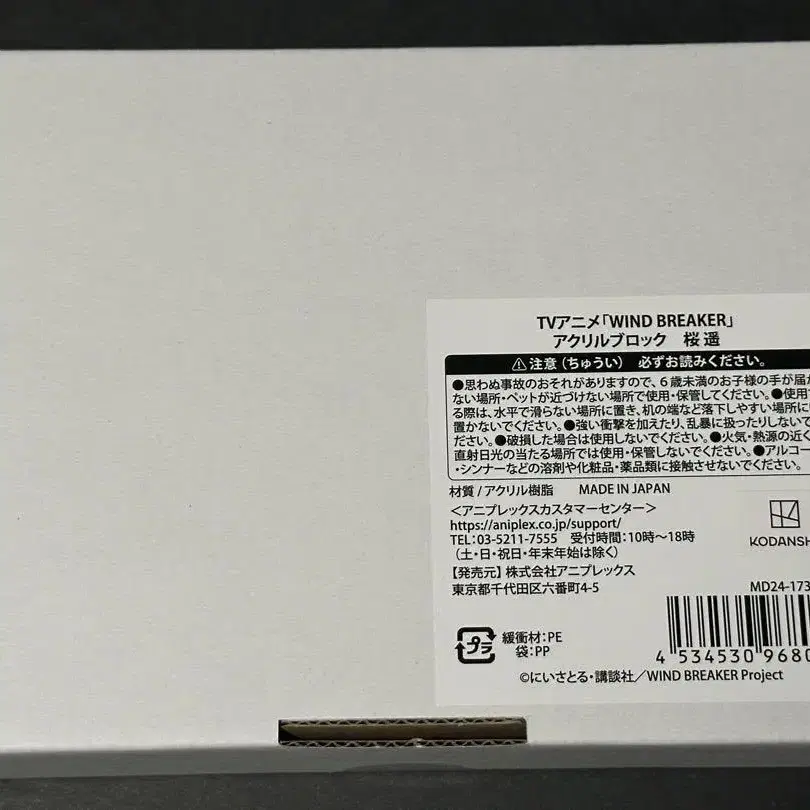 TVアニメ「WIND BREAKER」
アクリルブロック 桜 遥
⚠注意(ちゅうい) 必ずお読みください。
●思わぬ事故のおそれがありますので、6歳未満のお子様の手が届か
ない場所・ペットが近づけない場所で使用・保管してください。●使用
る際は、水平で滑らない場所に置き、机の端など落下しやすい場所に
置かないでください。●強い衝撃を加えたり、乱暴に扱ったりしないで
ださい。●破損した場合は使用しないでください。●火気・熱源の近く
直射日光の当たる場所では使用・保管しないでください。●アルコー
・シンナーなどの溶剤や化粧品・薬品類に接触させないでください。
材質/アクリル樹脂 MADE IN JAPAN
<アニプレックスカスタマーセンター>
https://aniplex.co.jp/support/
TEL:03-5211-7555 受付時間:10時〜18時
(土・日・祝日・年末年始は除く)
【発売元】株式会社アニプレックス
東京都千代田区六番町4-5
KODANSH
MD24-173
プラ
緩衝材:PE
袋:PP
4 534530 9680
©にいさとる・講談社/WIND BREAKER Project